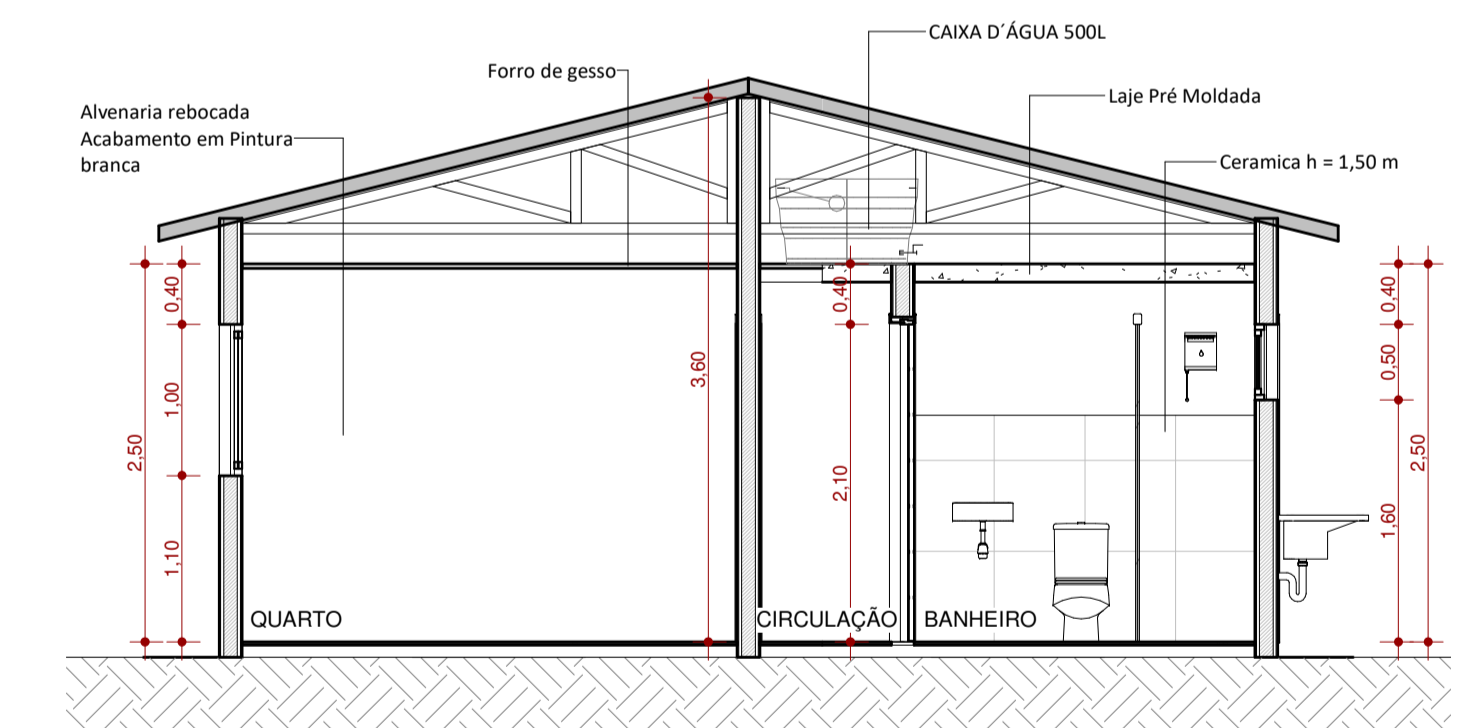 CAIXA D´ÁGUA 500L
Forro de gesso
Laje Pré Moldada
Alvenaria rebocada
Acabamento em Pintura
branca
Ceramica h = 1,50 m
2,50
0,40
1,00
1,10
3,60
0,40
2,10
0,40
0,50
1,60
2,50
QUARTO
CIRCULAÇÃO
BANHEIRO